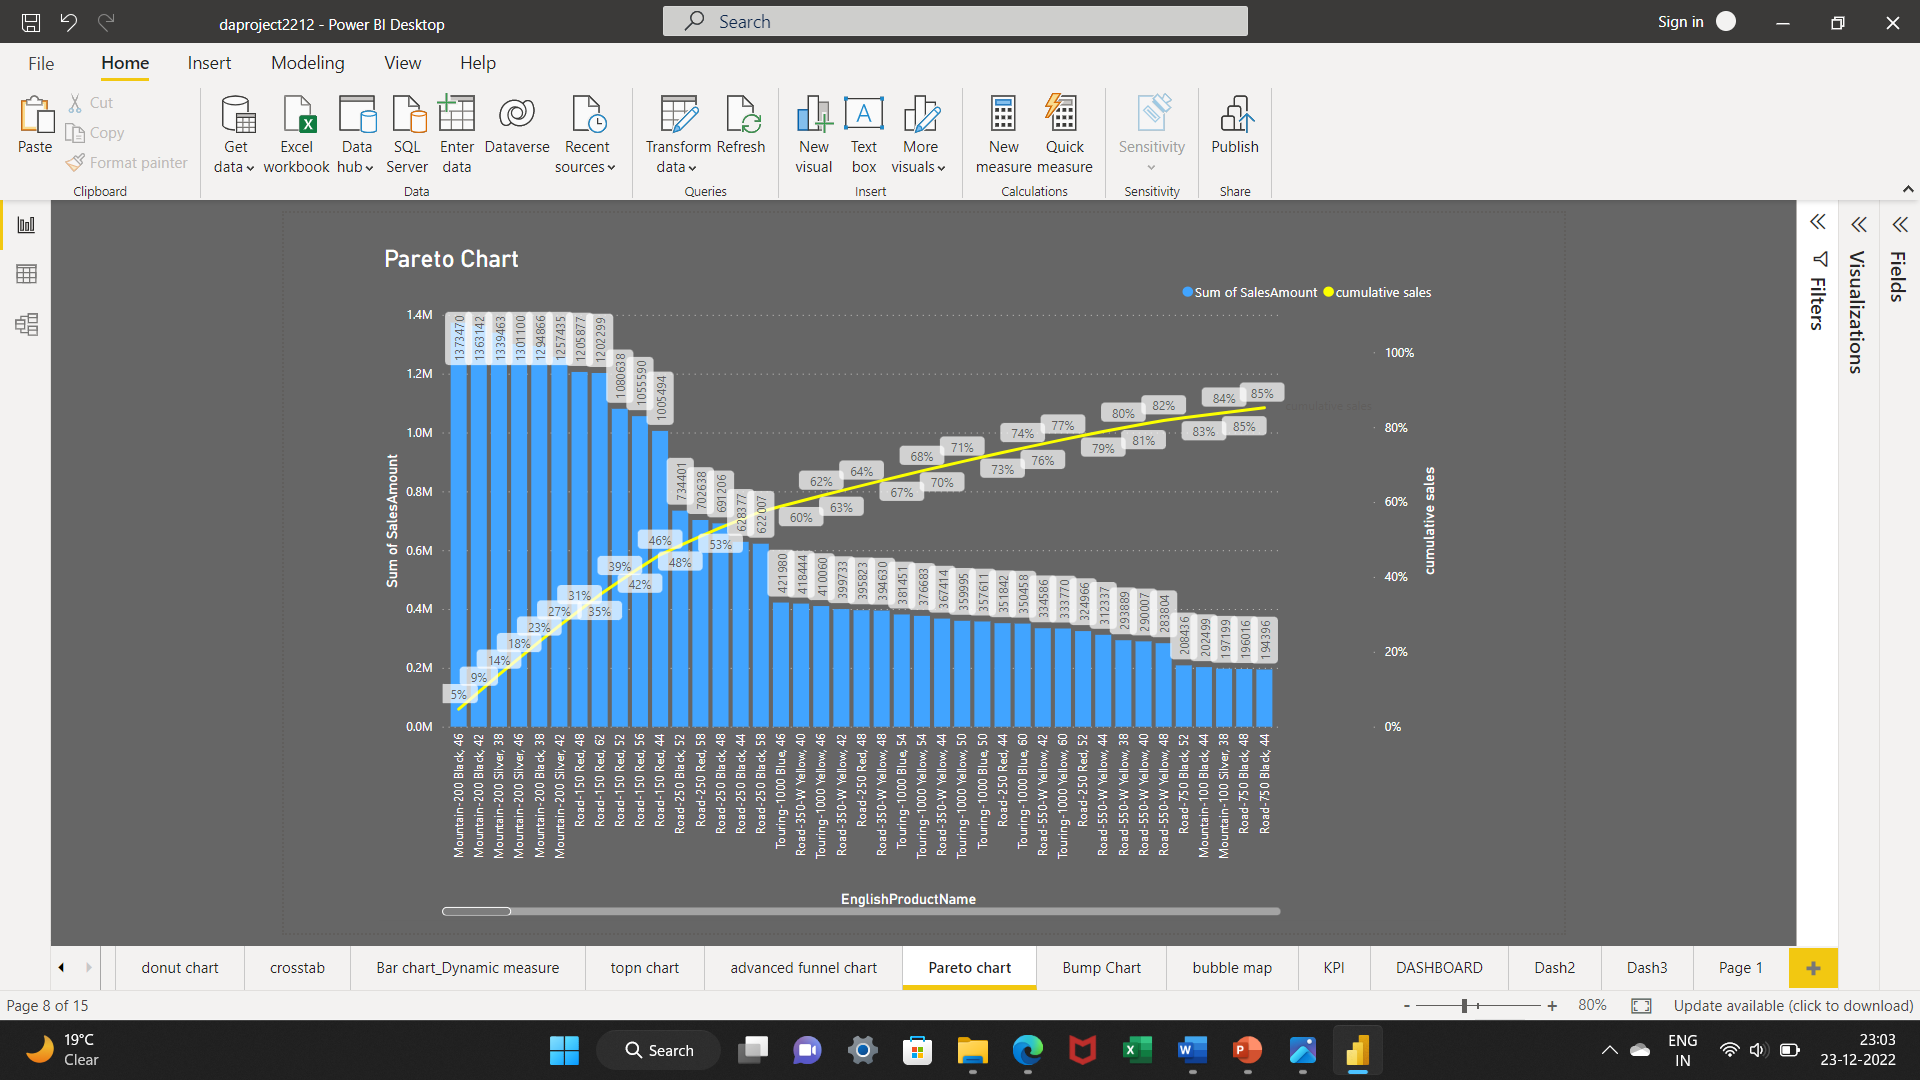 daproject2212 - Power BI Desktop
Search
Sign in
File
Home
Insert
Modeling
View
Help
Paste
Cut
Copy
Format painter
Clipboard
Get data
Excel workbook
Data hub
SQL Server
Enter data
Dataverse
Recent sources
Data
Transform data
Refresh
Queries
New visual
Text box
More visuals
Insert
New measure
Quick measure
Calculations
Sensitivity
Sensitivity
Publish
Share
Pareto Chart
Sum of SalesAmount
cumulative sales
1.4M
1.2M
1.0M
0.8M
0.6M
0.4M
0.2M
0.0M
Sum of SalesAmount
1373470
1363142
1339463
1301100
1294866
1257435
1205877
1202299
1080638
1055590
1005494
734401
702638
691206
628377
622007
421980
418444
410060
399733
395823
394630
381451
376683
367414
359995
357611
351842
350458
334586
333770
324966
312337
293889
290007
283804
208436
202499
197199
196016
194396
5%
9%
14%
18%
23%
27%
31%
35%
39%
42%
46%
48%
53%
60%
62%
63%
64%
67%
68%
70%
71%
73%
74%
76%
77%
79%
80%
81%
82%
83%
84%
85%
85%
cumulative sales
100%
80%
60%
40%
20%
0%
cumulative sales
Mountain-200 Black, 46
Mountain-200 Black, 42
Mountain-200 Silver, 38
Mountain-200 Silver, 46
Mountain-200 Black, 38
Mountain-200 Silver, 42
Road-150 Red, 48
Road-150 Red, 62
Road-150 Red, 52
Road-150 Red, 56
Road-150 Red, 44
Road-250 Black, 52
Road-250 Red, 58
Road-250 Black, 48
Road-250 Black, 44
Road-250 Black, 58
Touring-1000 Blue, 46
Road-350-W Yellow, 40
Touring-1000 Yellow, 46
Road-350-W Yellow, 42
Road-250 Red, 48
Road-350-W Yellow, 48
Touring-1000 Blue, 54
Touring-1000 Yellow, 54
Road-350-W Yellow, 44
Touring-1000 Yellow, 50
Touring-1000 Blue, 50
Road-250 Red, 44
Touring-1000 Blue, 60
Road-550-W Yellow, 42
Touring-1000 Yellow, 60
Road-250 Red, 52
Road-550-W Yellow, 44
Road-550-W Yellow, 38
Road-550-W Yellow, 40
Road-550-W Yellow, 48
Road-750 Black, 52
Mountain-100 Black, 44
Mountain-100 Silver, 38
Road-750 Black, 48
Road-750 Black, 44
EnglishProductName
Filters
Visualizations
Fields
donut chart
crosstab
Bar chart_Dynamic measure
topn chart
advanced funnel chart
Pareto chart
Bump Chart
bubble map
KPI
DASHBOARD
Dash2
Dash3
Page 1
Page 8 of 15
- + 80%
Update available (click to download)
19°C
Clear
Search
ENG
IN
23:03
23-12-2022